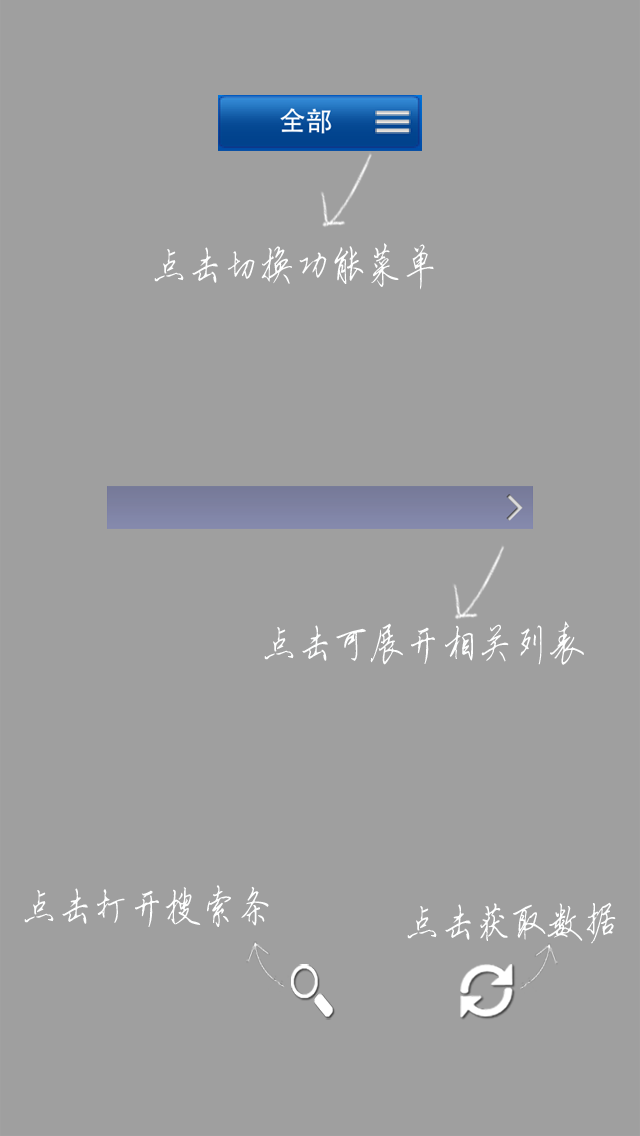 全部
点击切换功能菜单
点击可展开相关列表
点击打开搜索条
点击获取数据